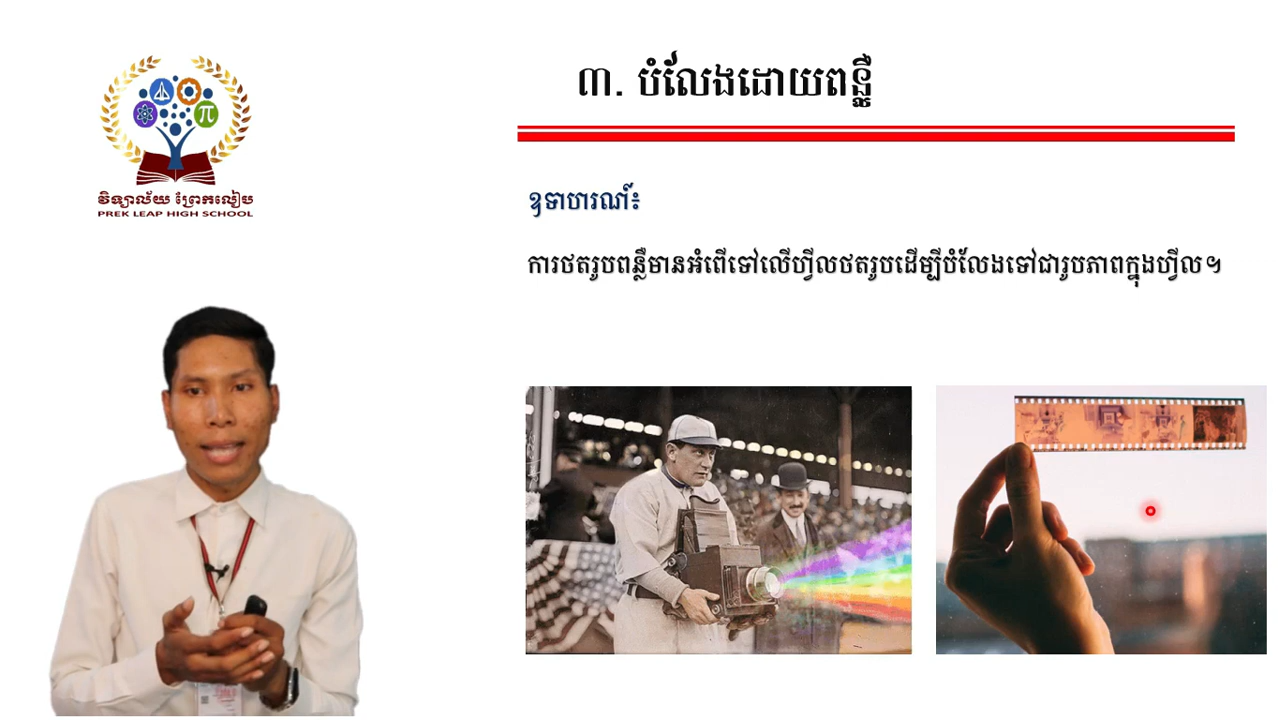 វិទ្យាល័យ ព្រែកលៀប
PREK LEAP HIGH SCHOOL
៣. បំលែងដោយពន្លឺ
ឧទាហរណ៍៖
ការថតរូបពន្លឺមានអំពើទៅលើហ្វីលថតរូបដើម្បីបំលែងទៅជារូបភាពក្នុងហ្វីល។